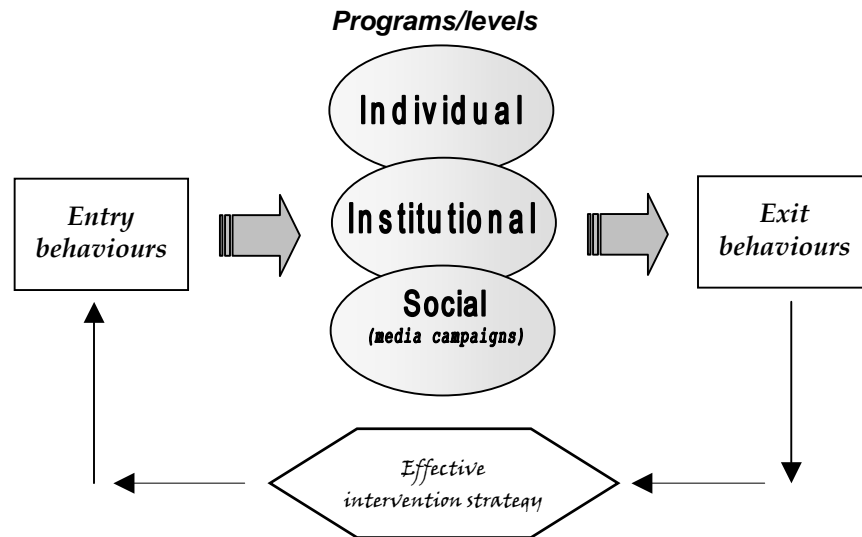 Programs/levels
Individual
Entry
behaviours
Institutional
Exit
behaviours
Social
(media campaigns)
Effective
intervention strategy